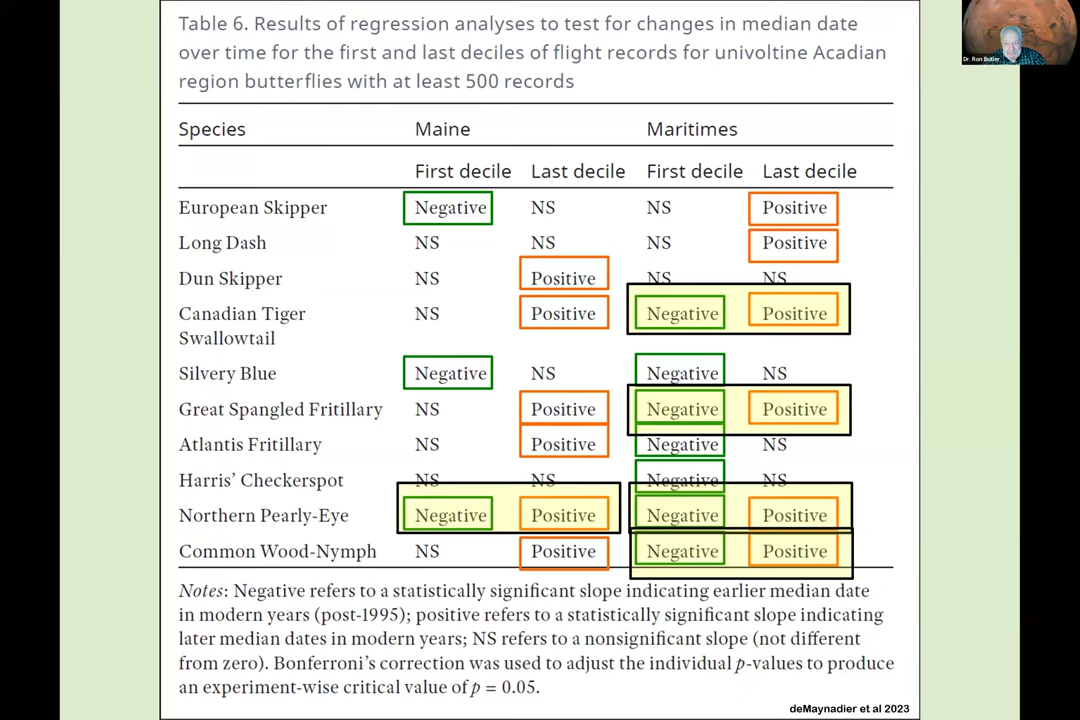 Table 6. Results of regression analyses to test for changes in median date
over time for the first and last deciles of flight records for univoltine Acadian
region butterflies with at least 500 records
Species Maine Maritimes
First decile Last decile First decile Last decile
European Skipper Negative NS NS Positive
Long Dash NS NS NS Positive
Dun Skipper NS Positive NS NS
Canadian Tiger NS Positive Negative Positive
Swallowtail
Silvery Blue Negative NS Negative NS
Great Spangled Fritillary NS Positive Negative Positive
Atlantis Fritillary NS Positive Negative NS
Harris’ Checkerspot NS NS Negative NS
Northern Pearly-Eye Negative Positive Negative Positive
Common Wood-Nymph NS Positive Negative Positive
Notes: Negative refers to a statistically significant slope indicating earlier median date
in modern years (post-1995); positive refers to a statistically significant slope indicating
later median dates in modern years; NS refers to a nonsignificant slope (not different
from zero). Bonferroni’s correction was used to adjust the individual p-values to produce
an experiment-wise critical value of p = 0.05.
deMaynadier et al 2023
Dr. Ron Butler